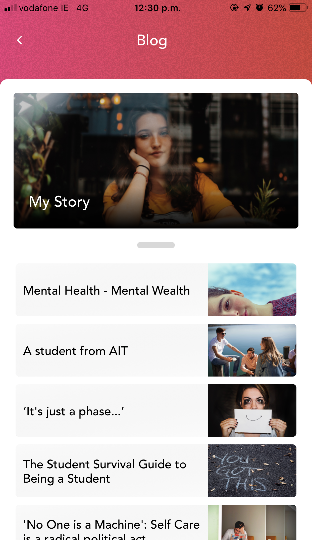 vodafone IE 4G 12:30 p.m. 62%
Blog
My Story
Mental Health - Mental Wealth
A student from AIT
‘It's just a phase...’
The Student Survival Guide to
Being a Student
YOU
GOT
THIS
'No One is a Machine': Self Care
is a radical political act